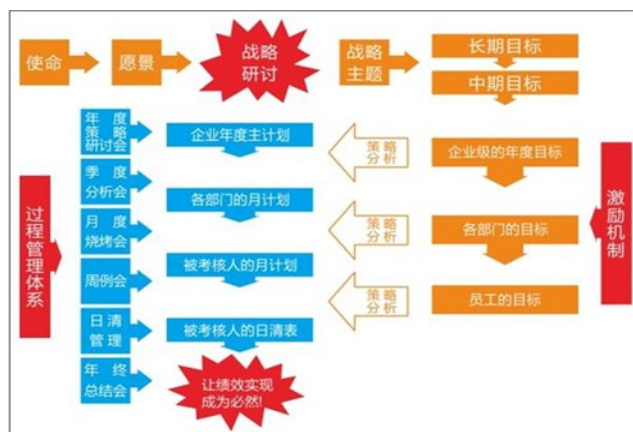 使命
愿景
战略
研讨
战略
主题
长期目标
中期目标
年度
策略
研讨会
企业年度主计划
策略
分析
企业级的年度目标
季度
分析会
各部门的月计划
过程管理体系
月度
烧烤会
策略
分析
各部门的目标
激励机制
周例会
被考核人的月计划
策略
分析
员工的目标
日清
管理
被考核人的日清表
年终
总结会
让绩效实现
成为必然!